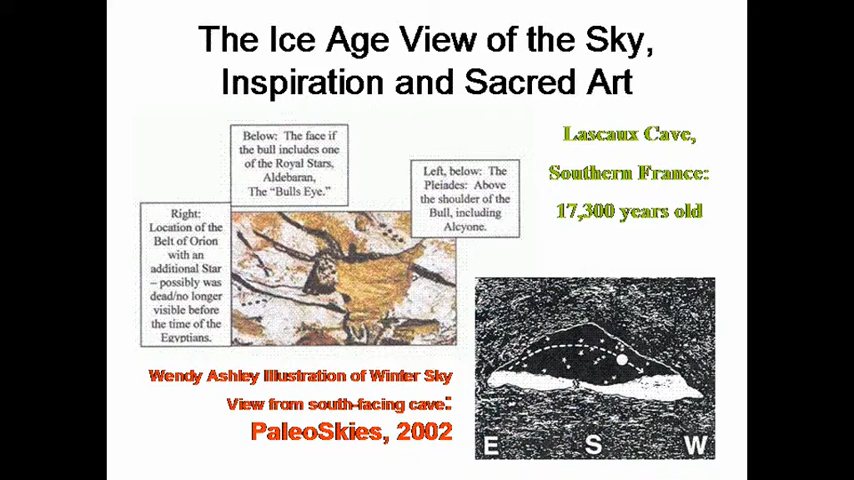 The Ice Age View of the Sky,
Inspiration and Sacred Art
Below: The face if
the bull includes one
of the Royal Stars,
Aldebaran,
The “Bulls Eye.”
Left, below: The
Pleiades: Above
the shoulder of the
Bull, including
Alcyone.
Right:
Location of the
Belt of Orion
with an
additional Star
– possibly was
dead/no longer
visible before
the time of the
Egyptians.
Lascaux Cave,
Southern France:
17,300 years old
Wendy Ashley Illustration of Winter Sky
View from south-facing cave:
PaleoSkies, 2002
E S W